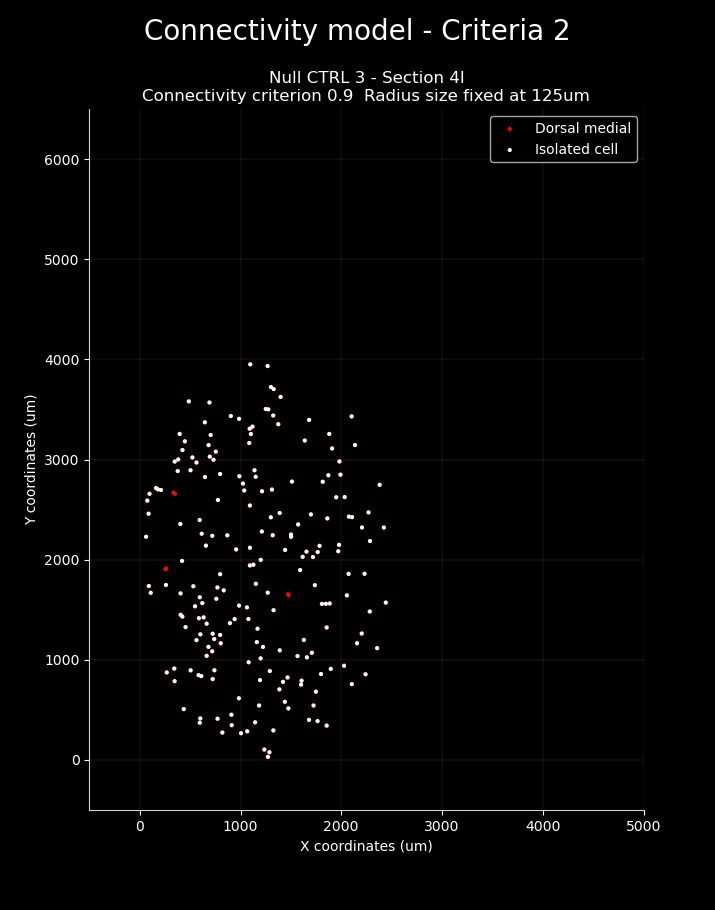 Connectivity model - Criteria 2
Null CTRL 3 - Section 4l
Connectivity criterion 0.9  Radius size fixed at 125um
Dorsal medial
Isolated cell
6000
5000
4000
3000
2000
1000
0
Y coordinates (um)
0 1000 2000 3000 4000 5000
X coordinates (um)